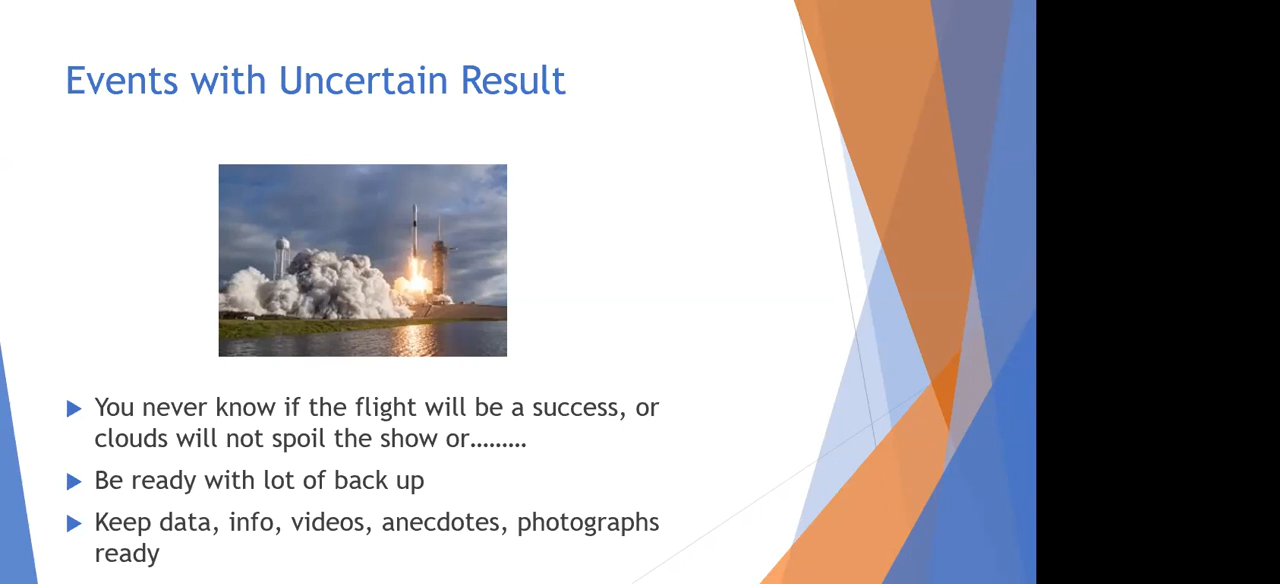 Events with Uncertain Result
You never know if the flight will be a success, or
clouds will not spoil the show or.........
Be ready with lot of back up
Keep data, info, videos, anecdotes, photographs
ready